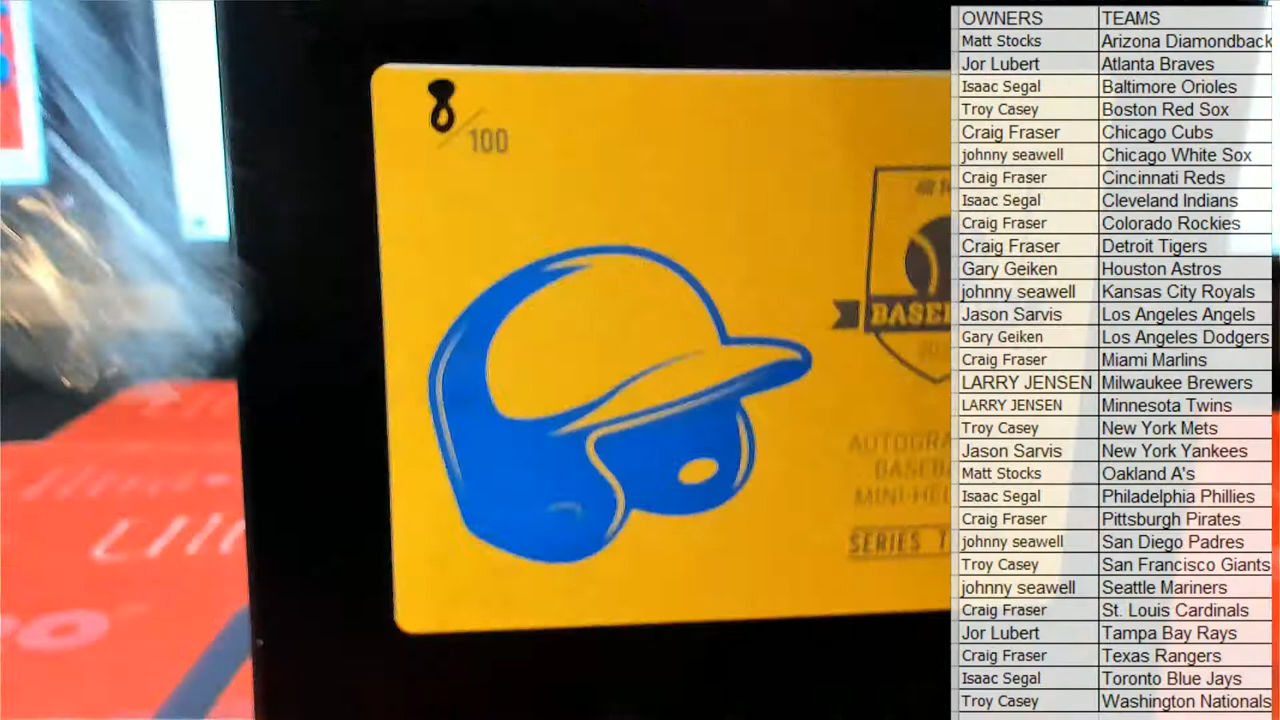 8/100
BASE
AUTOGRA
BASEBA
MINI-HEL
SERIES T
OWNERS TEAMS
Matt Stocks Arizona Diamondback
Jor Lubert Atlanta Braves
Isaac Segal Baltimore Orioles
Troy Casey Boston Red Sox
Craig Fraser Chicago Cubs
johnny seawell Chicago White Sox
Craig Fraser Cincinnati Reds
Isaac Segal Cleveland Indians
Craig Fraser Colorado Rockies
Craig Fraser Detroit Tigers
Gary Geiken Houston Astros
johnny seawell Kansas City Royals
Jason Sarvis Los Angeles Angels
Gary Geiken Los Angeles Dodgers
Craig Fraser Miami Marlins
LARRY JENSEN Milwaukee Brewers
LARRY JENSEN Minnesota Twins
Troy Casey New York Mets
Jason Sarvis New York Yankees
Matt Stocks Oakland A's
Isaac Segal Philadelphia Phillies
Craig Fraser Pittsburgh Pirates
johnny seawell San Diego Padres
Troy Casey San Francisco Giants
johnny seawell Seattle Mariners
Craig Fraser St. Louis Cardinals
Jor Lubert Tampa Bay Rays
Craig Fraser Texas Rangers
Isaac Segal Toronto Blue Jays
Troy Casey Washington Nationals